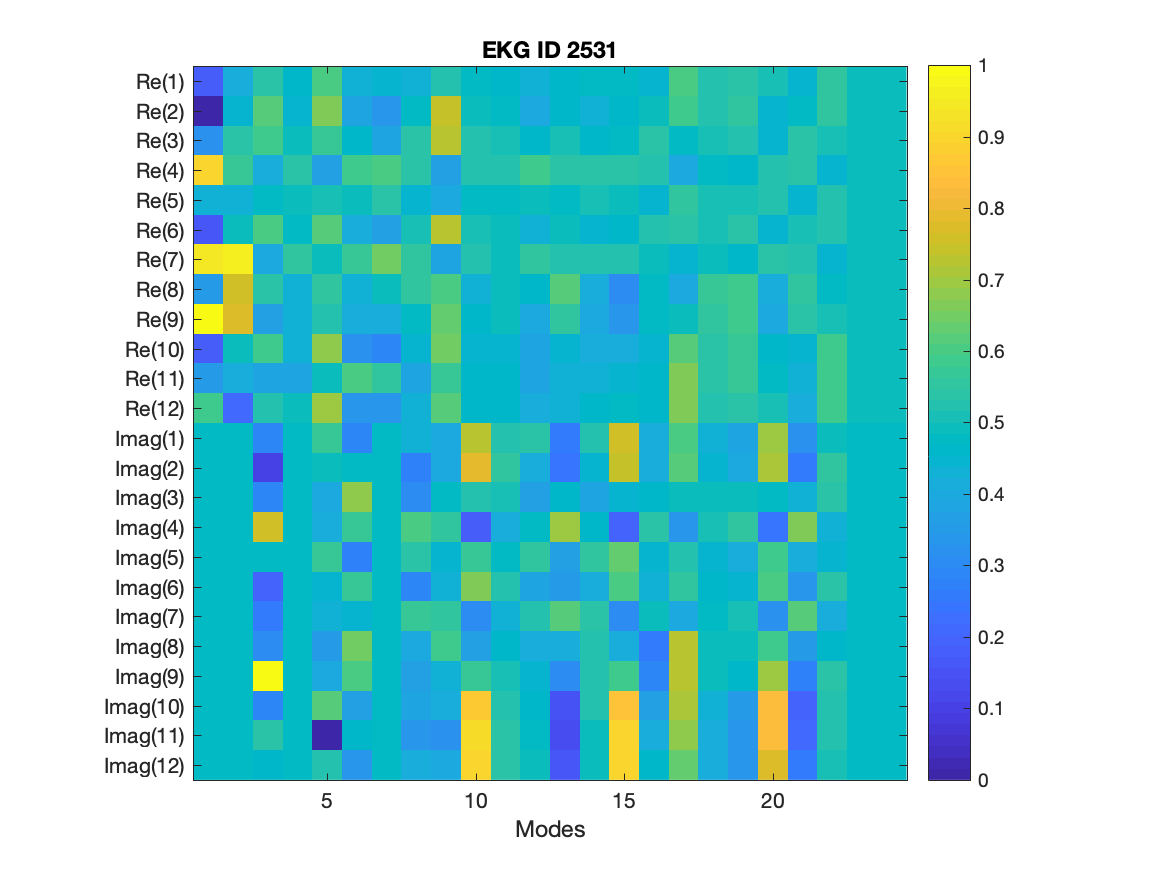 EKG ID 2531
Re(1)
Re(2)
Re(3)
Re(4)
Re(5)
Re(6)
Re(7)
Re(8)
Re(9)
Re(10)
Re(11)
Re(12)
Imag(1)
Imag(2)
Imag(3)
Imag(4)
Imag(5)
Imag(6)
Imag(7)
Imag(8)
Imag(9)
Imag(10)
Imag(11)
Imag(12)
5 10 15 20
Modes
1
0.9
0.8
0.7
0.6
0.5
0.4
0.3
0.2
0.1
0